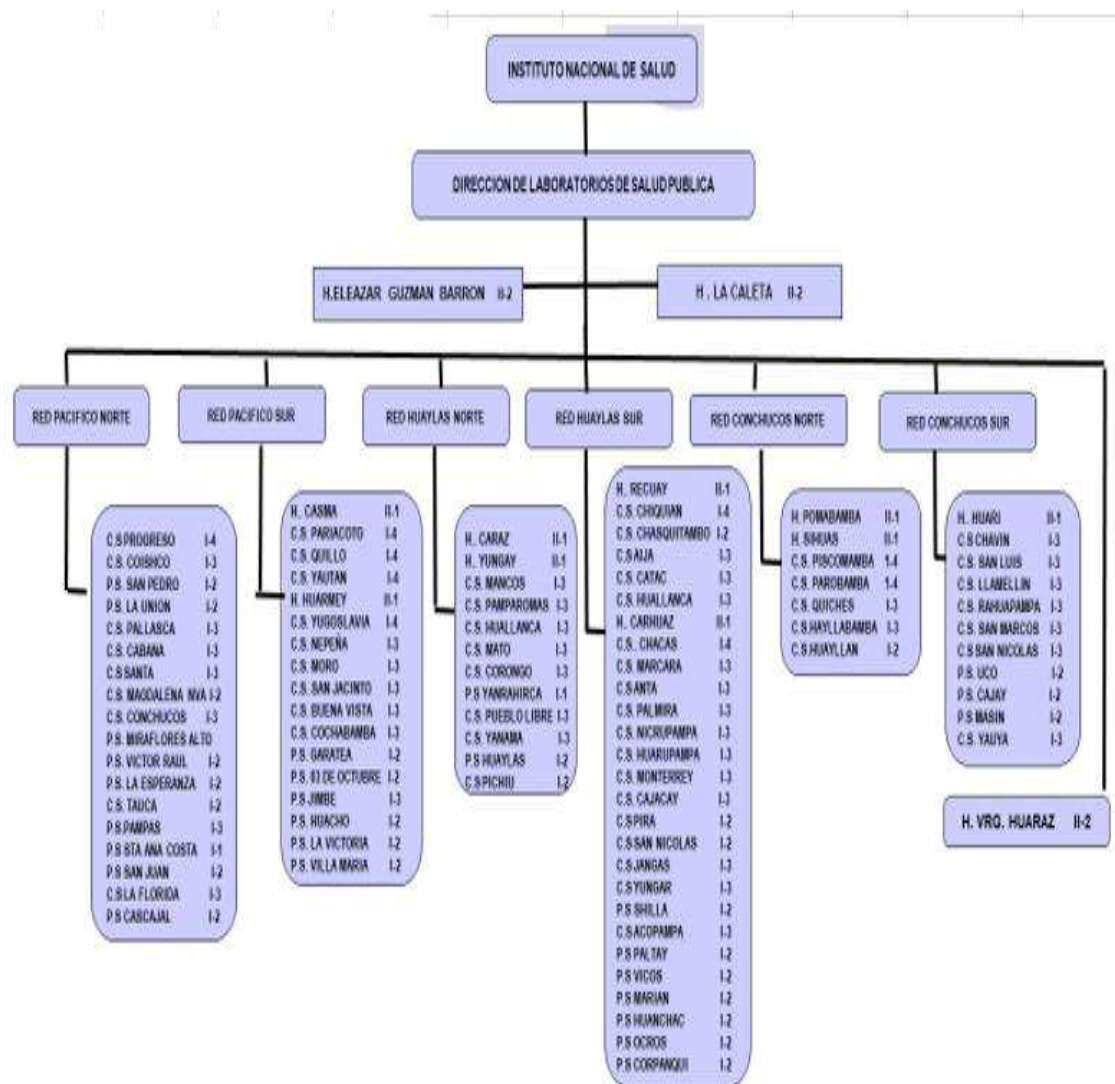 INSTITUTO NACIONAL DE SALUD
DIRECCION DE LABORATORIOS DE SALUD PUBLICA
H.ELEAZAR GUZMAN BARRON II-2
H . LA CALETA II-2
RED PACIFICO NORTE
RED PACIFICO SUR
RED HUAYLAS NORTE
RED HUAYLAS SUR
RED CONCHUCOS NORTE
RED CONCHUCOS SUR
C.S PROGRESO I-4
C.S. COISHCO I-3
P.S. SAN PEDRO I-2
P.S. LA UNION I-2
C.S. PALLASCA I-3
C.S. CABANA I-3
C.S SANTA I-3
C.S. MAGDALENA NVA I-2
C.S. CONCHUCOS I-3
P.S. MIRAFLORES ALTO
P.S. VICTOR RAUL I-2
P.S. LA ESPERANZA I-2
C.S. TAUCA I-2
P.S PAMPAS I-3
P.S STA ANA COSTA I-1
P.S SAN JUAN I-2
C.S LA FLORIDA I-3
P.S CASCAJAL I-2
H. CASMA II-1
C.S. PARIACOTO I-4
C.S. QUILLO I-4
C.S. YAUTAN I-4
H. HUARMEY II-1
C.S. YUGOSLAVIA I-4
C.S. NEPEÑA I-3
C.S. MORO I-3
C.S. SAN JACINTO I-3
C.S. BUENA VISTA I-3
C.S. COCHABAMBA I-3
P.S. GARATEA I-2
P.S. 03 DE OCTUBRE I-2
P.S JIMBE I-3
P.S. HUACHO I-2
P.S. LA VICTORIA I-2
P.S. VILLA MARIA I-2
H. CARAZ II-1
H. YUNGAY II-1
C.S. MANCOS I-3
C.S. PAMPAROMAS I-3
C.S. HUALLANCA I-3
C.S. MATO I-3
C.S. CORONGO I-3
P.S YANRAHIRCA I-1
C.S. PUEBLO LIBRE I-3
C.S. YANAMA I-3
P.S HUAYLAS I-2
C.S PICHIU I-2
H. RECUAY II-1
C.S. CHIQUIAN I-4
C.S. CHASQUITAMBO I-2
C.S AIJA I-3
C.S. CATAC I-3
C.S. HUALLANCA I-3
H. CARHUAZ II-1
C.S.. CHACAS I-4
C.S. MARCARA I-3
C.S ANTA I-3
C.S. PALMIRA I-3
C.S. NICRUPAMPA I-3
C.S. HUARUPAMPA I-3
C.S. MONTERREY I-3
C.S. CAJACAY I-3
C.S PIRA I-2
C.S SAN NICOLAS I-2
C.S JANGAS I-3
C.S YUNGAR I-3
P.S SHILLA I-2
C.S ACOPAMPA I-3
P.S PALTAY I-2
P.S VICOS I-2
P.S MARIAN I-2
P.S HUANCHAC I-2
P.S OCROS I-2
P.S CORPANQUI I-2
H. POMABAMBA II-1
H. SIHUAS II-1
C.S. PISCOMAMBA 1-4
C.S. PAROBAMBA 1-4
C.S. QUICHES I-3
C.S.HAYLLABAMBA I-3
C.S.HUAYLLAN I-2
H. HUARI II-1
C.S CHAVIN I-3
C.S. SAN LUIS I-3
C.S. LLAMELLIN I-3
C.S. RAHUAPAMPA I-3
C.S. SAN MARCOS I-3
C.S SAN NICOLAS I-3
P.S. UCO I-2
P.S. CAJAY I-2
P.S MASIN I-2
C.S. YAUYA I-3
H. VRG. HUARAZ II-2